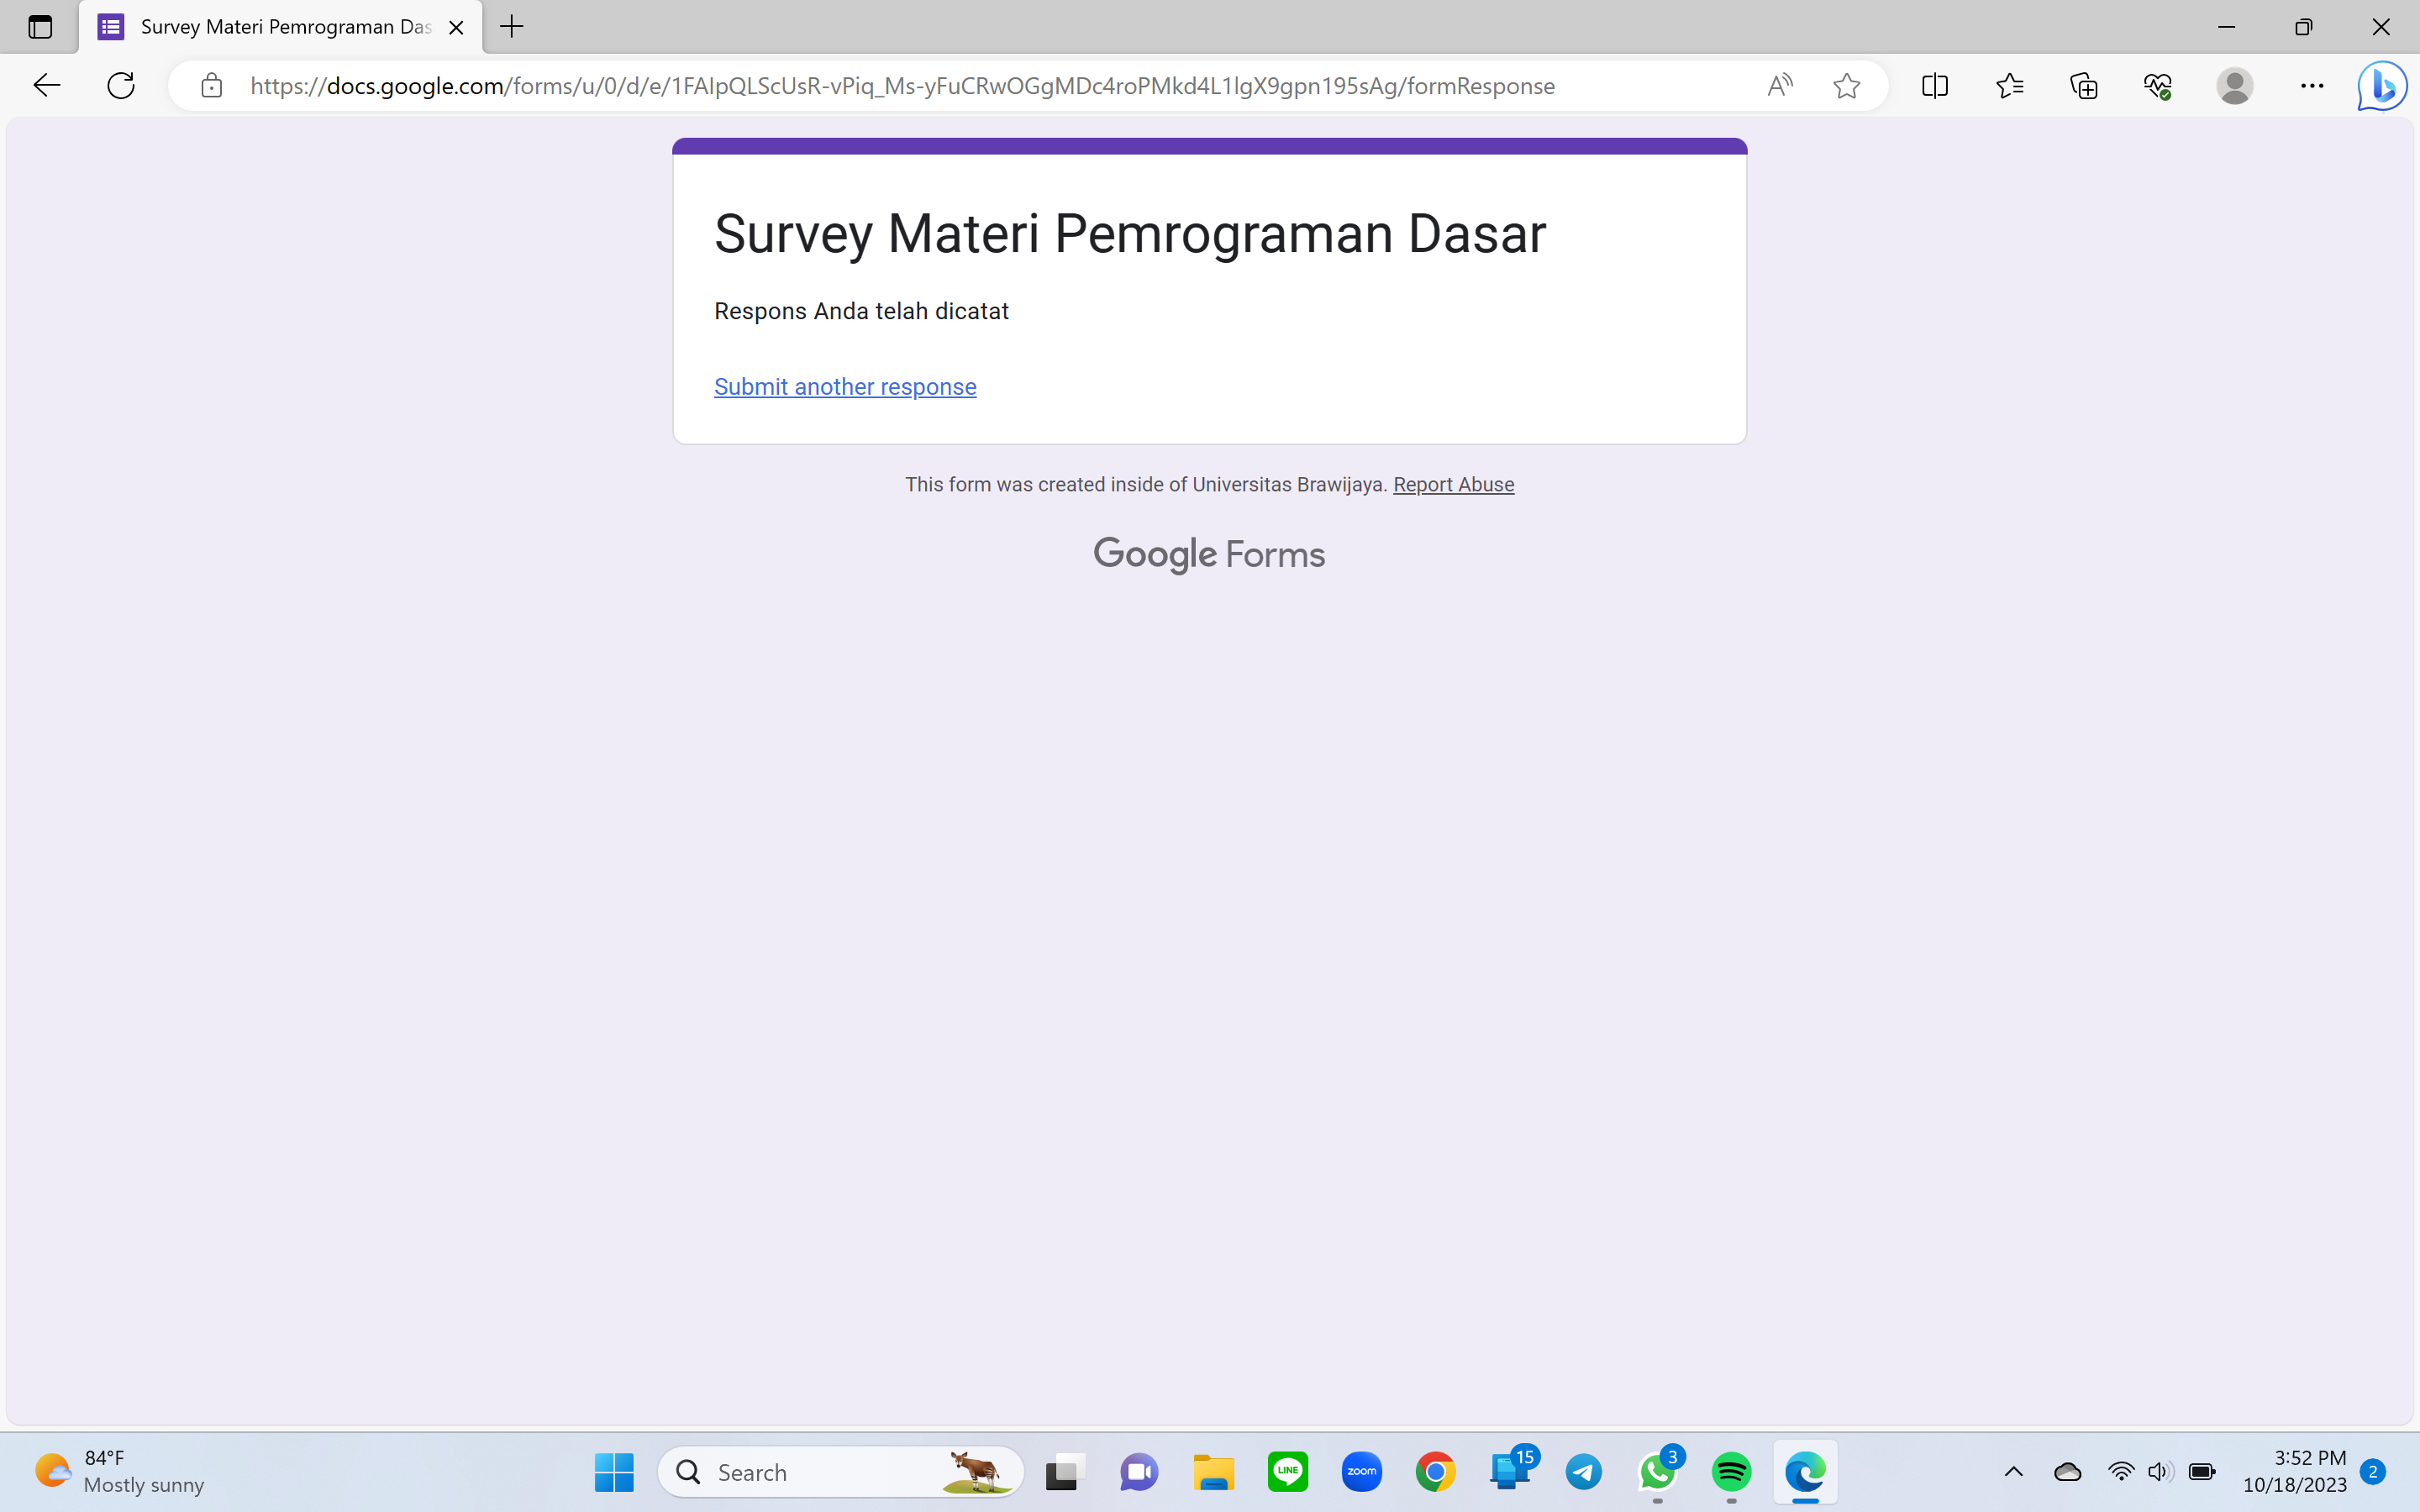 Survey Materi Pemrograman Das
https://docs.google.com/forms/u/0/d/e/1FAIpQLScUsR-vPiq_Ms-yFuCRwOGgMDc4roPMkd4L1lgX9gpn195sAg/formResponse
Survey Materi Pemrograman Dasar
Respons Anda telah dicatat
Submit another response
This form was created inside of Universitas Brawijaya. Report Abuse
Google Forms
84°F
Mostly sunny
Search
LINE
zoom
15
3
3:52 PM
10/18/2023
2